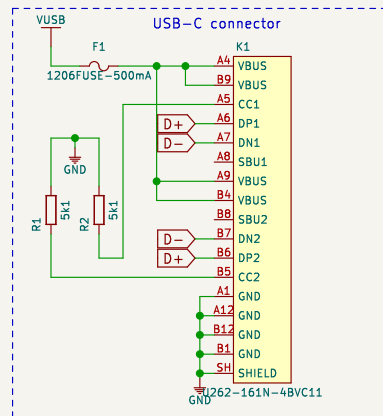 USB-C connector
VUSB
F1
1206FUSE-500mA
K1
A4 VBUS
B9 VBUS
A5 CC1
D+ A6 DP1
D- A7 DN1
A8 SBU1
A9 VBUS
B4 VBUS
B8 SBU2
D- B7 DN2
D+ B6 DP2
B5 CC2
A1 GND
A12 GND
B12 GND
B1 GND
SH SHIELD
GND
R1
5k1
R2
5k1
GND
U262-161N-4BVC11